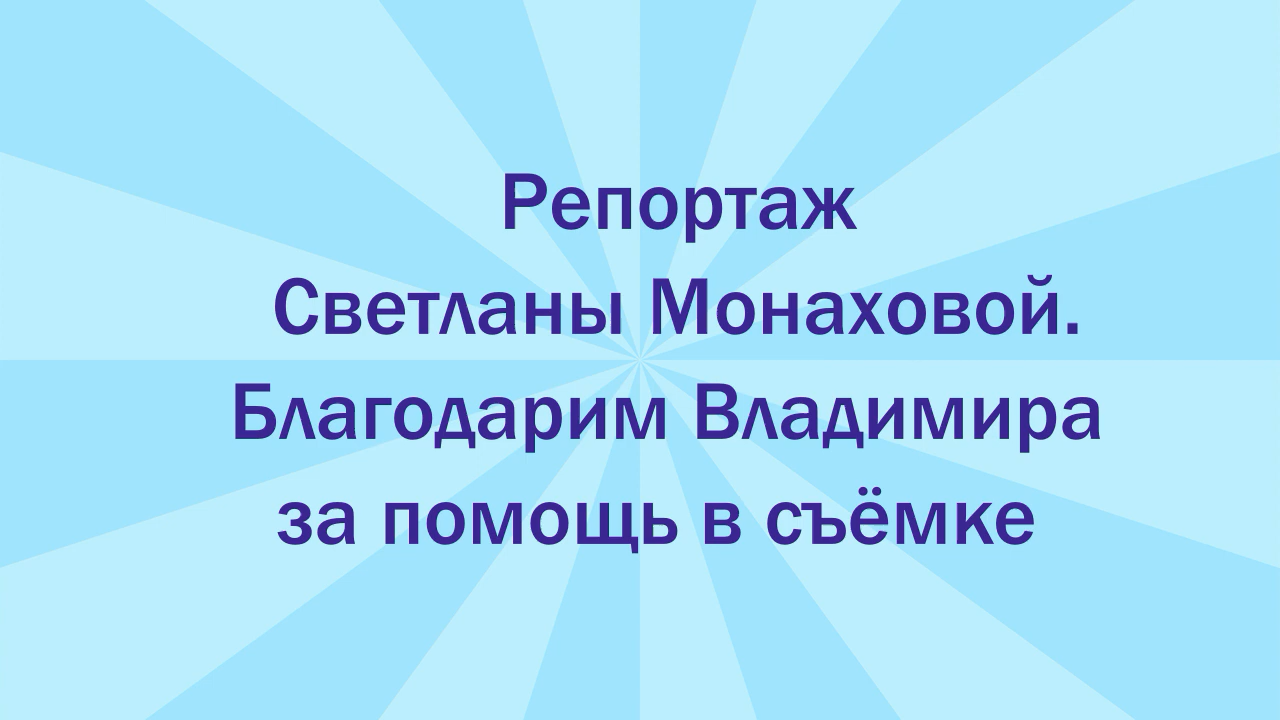 Репортаж
Светланы Монаховой.
Благодарим Владимира
за помощь в съёмке